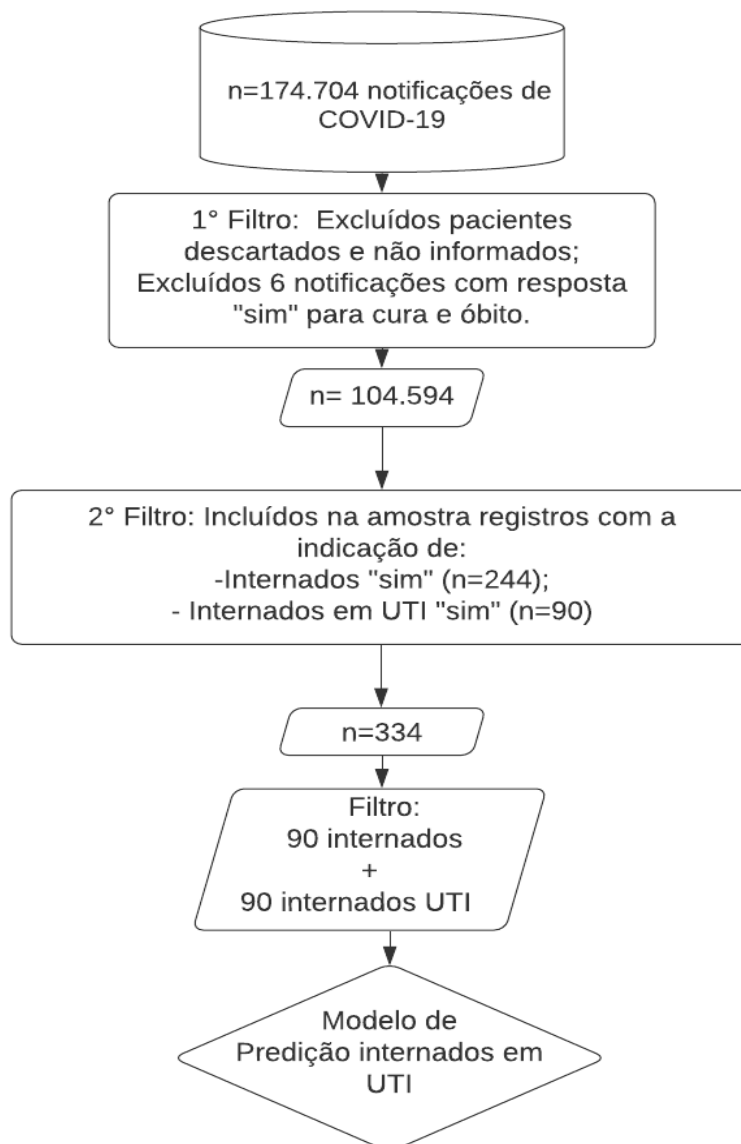 n=174.704 notificações de
COVID-19
1° Filtro: Excluídos pacientes
descartados e não informados;
Excluídos 6 notificações com resposta
"sim" para cura e óbito.
n= 104.594
2° Filtro: Incluídos na amostra registros com a
indicação de:
-Internados "sim" (n=244);
- Internados em UTI "sim" (n=90)
n=334
Filtro:
90 internados
+
90 internados UTI
Modelo de
Predição internados em
UTI